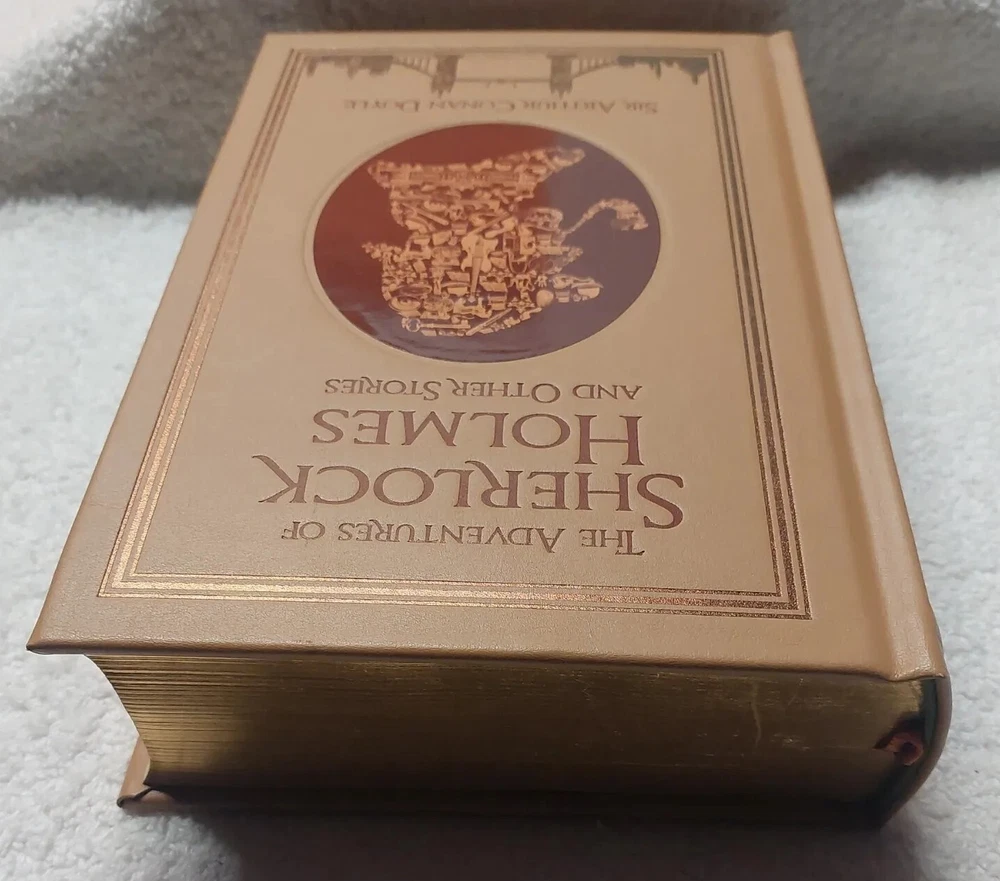 THE ADVENTURES OF
SHERLOCK
HOLMES
AND OTHER STORIES
SIR ARTHUR CONAN DOYLE